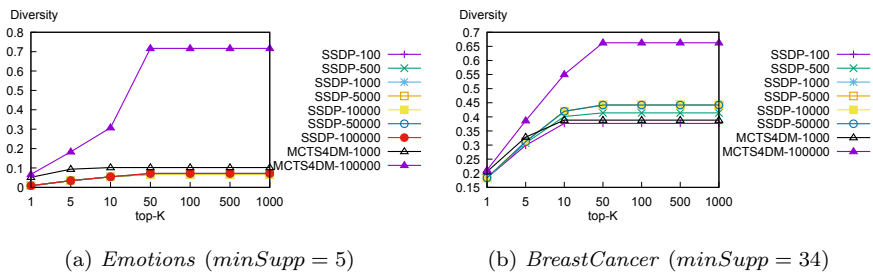 Diversity
0.8
0.7
0.6
0.5
0.4
0.3
0.2
0.1
0
1 5 10 50 100 500 1000
top-K
SSDP-100
SSDP-500
SSDP-1000
SSDP-5000
SSDP-10000
SSDP-50000
SSDP-100000
MCTS4DM-1000
MCTS4DM-100000
(a) Emotions (minSupp = 5)
Diversity
0.7
0.65
0.6
0.55
0.5
0.45
0.4
0.35
0.3
0.25
0.2
0.15
1 5 10 50 100 500 1000
top-K
SSDP-100
SSDP-500
SSDP-1000
SSDP-5000
SSDP-10000
SSDP-50000
MCTS4DM-1000
MCTS4DM-100000
(b) BreastCancer (minSupp = 34)